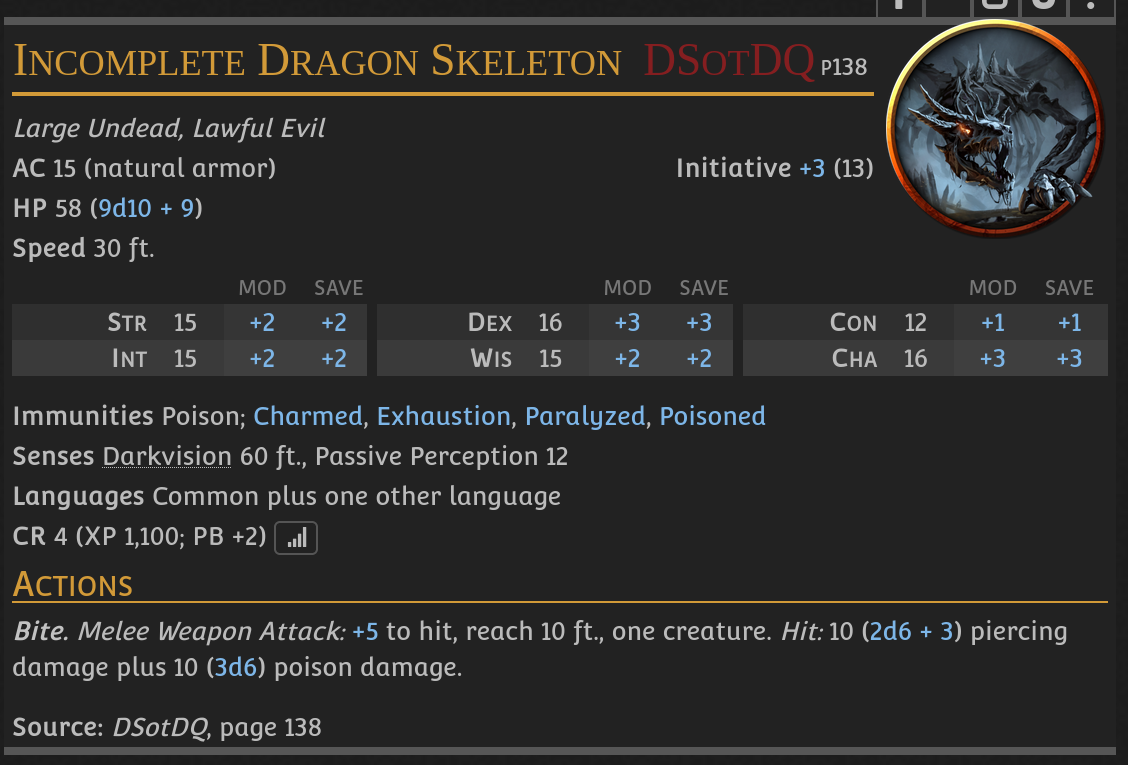 Incomplete Dragon Skeleton DSotDQ P138
Large Undead, Lawful Evil
AC 15 (natural armor) Initiative +3 (13)
HP 58 (9d10 + 9)
Speed 30 ft.
MOD SAVE MOD SAVE MOD SAVE
Str 15 +2 +2 Dex 16 +3 +3 Con 12 +1 +1
Int 15 +2 +2 Wis 15 +2 +2 Cha 16 +3 +3
Immunities Poison; Charmed, Exhaustion, Paralyzed, Poisoned
Senses Darkvision 60 ft., Passive Perception 12
Languages Common plus one other language
CR 4 (XP 1,100; PB +2)
Actions
Bite. Melee Weapon Attack: +5 to hit, reach 10 ft., one creature. Hit: 10 (2d6 + 3) piercing
damage plus 10 (3d6) poison damage.
Source: DSotDQ, page 138